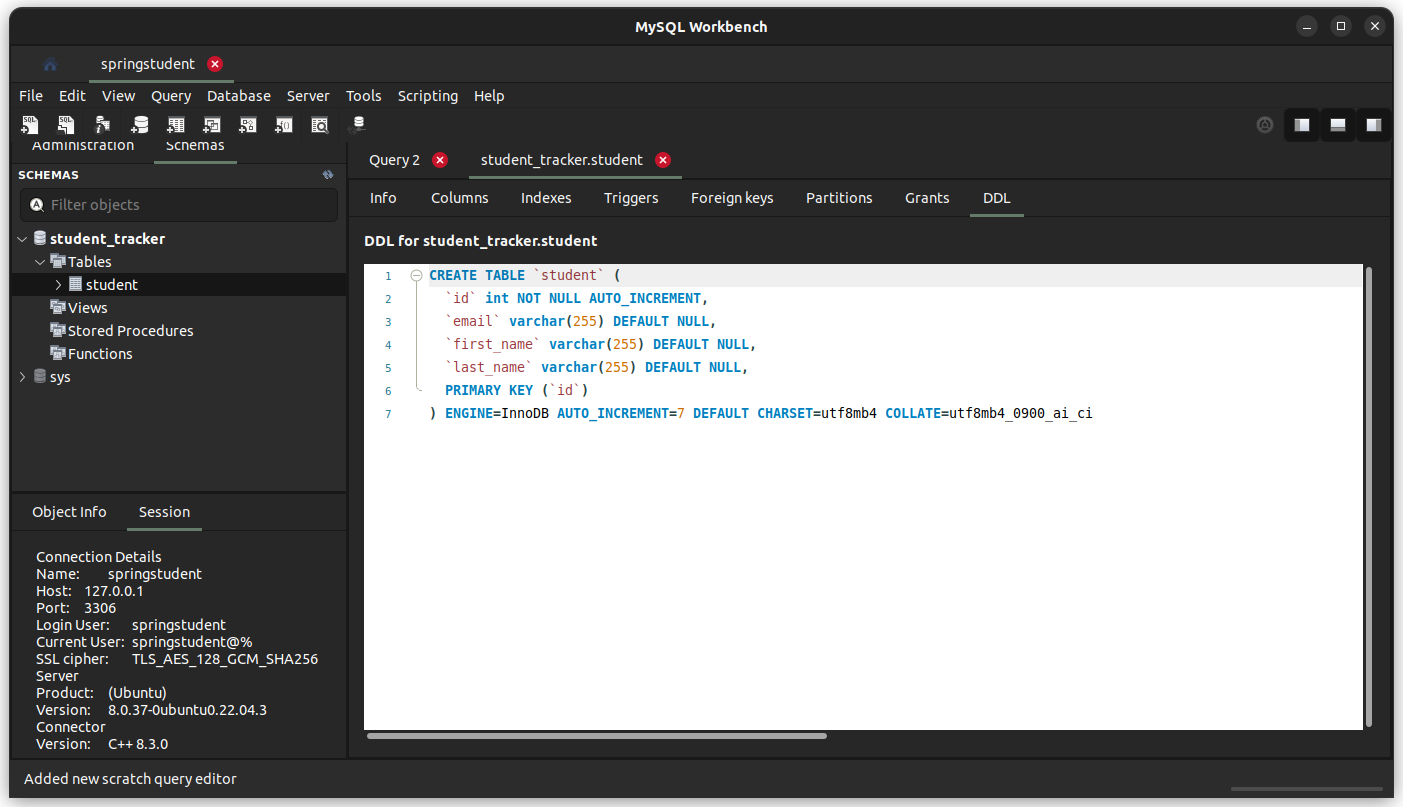 MySQL Workbench
springstudent
File Edit View Query Database Server Tools Scripting Help
Administration Schemas
SCHEMAS
Filter objects
student_tracker
Tables
student
Views
Stored Procedures
Functions
sys
Object Info Session
Connection Details
Name: springstudent
Host: 127.0.0.1
Port: 3306
Login User: springstudent
Current User: springstudent@%
SSL cipher: TLS_AES_128_GCM_SHA256
Server
Product: (Ubuntu)
Version: 8.0.37-0ubuntu0.22.04.3
Connector
Version: C++ 8.3.0
Query 2 student_tracker.student
Info Columns Indexes Triggers Foreign keys Partitions Grants DDL
DDL for student_tracker.student
1 CREATE TABLE `student` (
2 `id` int NOT NULL AUTO_INCREMENT,
3 `email` varchar(255) DEFAULT NULL,
4 `first_name` varchar(255) DEFAULT NULL,
5 `last_name` varchar(255) DEFAULT NULL,
6 PRIMARY KEY (`id`)
7 ) ENGINE=InnoDB AUTO_INCREMENT=7 DEFAULT CHARSET=utf8mb4 COLLATE=utf8mb4_0900_ai_ci
Added new scratch query editor